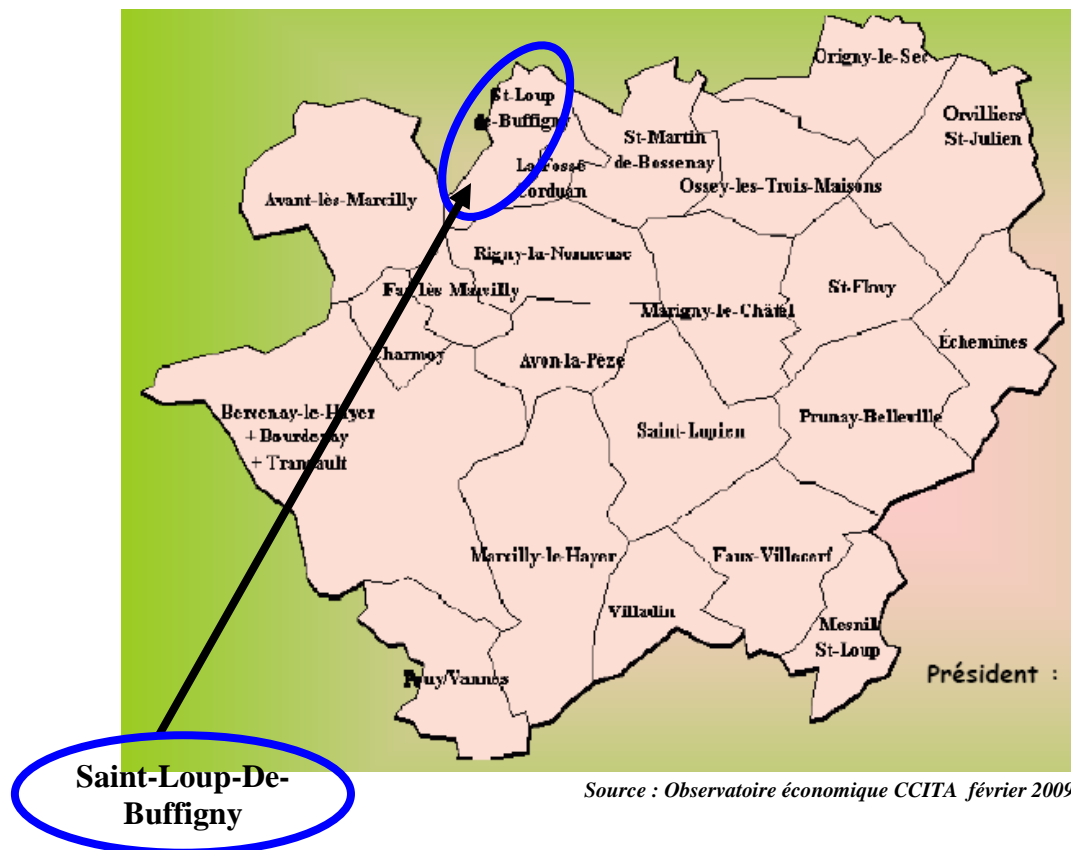 Origny-le-Sec
St-Loup
de-Buffigny
Orvilliers
St-Julien
St-Martin
de-Bossenay
La Fosse
Corduan
Ossey-les-Trois-Maisons
Avant-lès-Marcilly
Rigny-la-Nonneuse
Fay lès Marcilly
St-Flavy
Marigny-le-Châtel
Échemines
Charmoy
Avon-la-Pèze
Bercenay-le-Hayer
+ Bourdenay
+ Trancault
Prunay-Belleville
Saint-Lupien
Marcilly-le-Hayer
Faux-Villecerf
Villadin
Mesnil
St-Loup
Pouy/Vannes
Président :
Saint-Loup-De-
Buffigny
Source : Observatoire économique CCITA février 2009